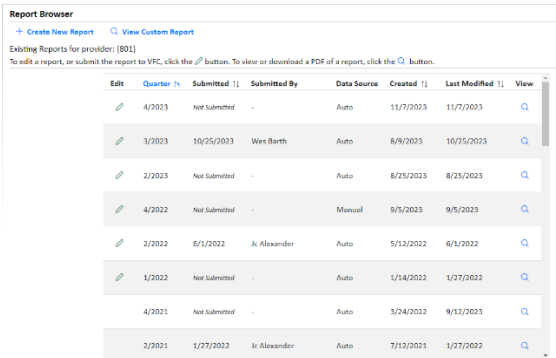 Report Browser
+ Create New Report View Custom Report
Existing Reports for provider: (801)
To edit a report, or submit the report to VFC, click the button. To view or download a PDF of a report, click the button.
Edit Quarter Submitted Submitted By Data Source Created Last Modified View
4/2023 Not Submitted - Auto 11/7/2023 11/7/2023
3/2023 10/25/2023 Wes Barth Auto 8/9/2023 10/25/2023
2/2023 Not Submitted - Auto 8/25/2023 8/25/2023
4/2022 Not Submitted - Manual 9/5/2023 9/5/2023
2/2022 6/1/2022 Jc Alexander Auto 5/12/2022 6/1/2022
1/2022 Not Submitted - Auto 1/14/2022 1/27/2022
4/2021 Not Submitted - Auto 3/24/2022 9/12/2023
2/2021 1/27/2022 Jc Alexander Auto 7/12/2021 1/27/2022